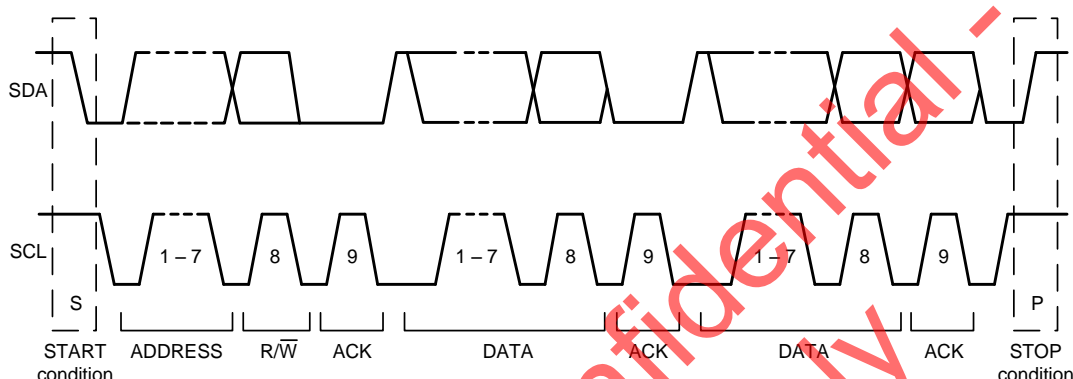 SDA
SCL
1 – 7 8 9 1 – 7 8 9 1 – 7 8 9
S P
START condition
ADDRESS
R/W̅
ACK
DATA
ACK
DATA
ACK
STOP condition